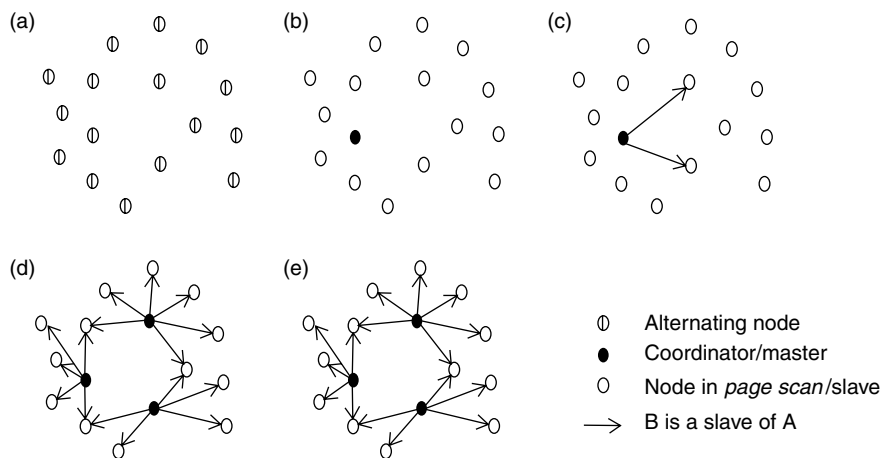 (a)
(b)
(c)
(d)
(e)
Alternating node
Coordinator/master
Node in page scan/slave
B is a slave of A